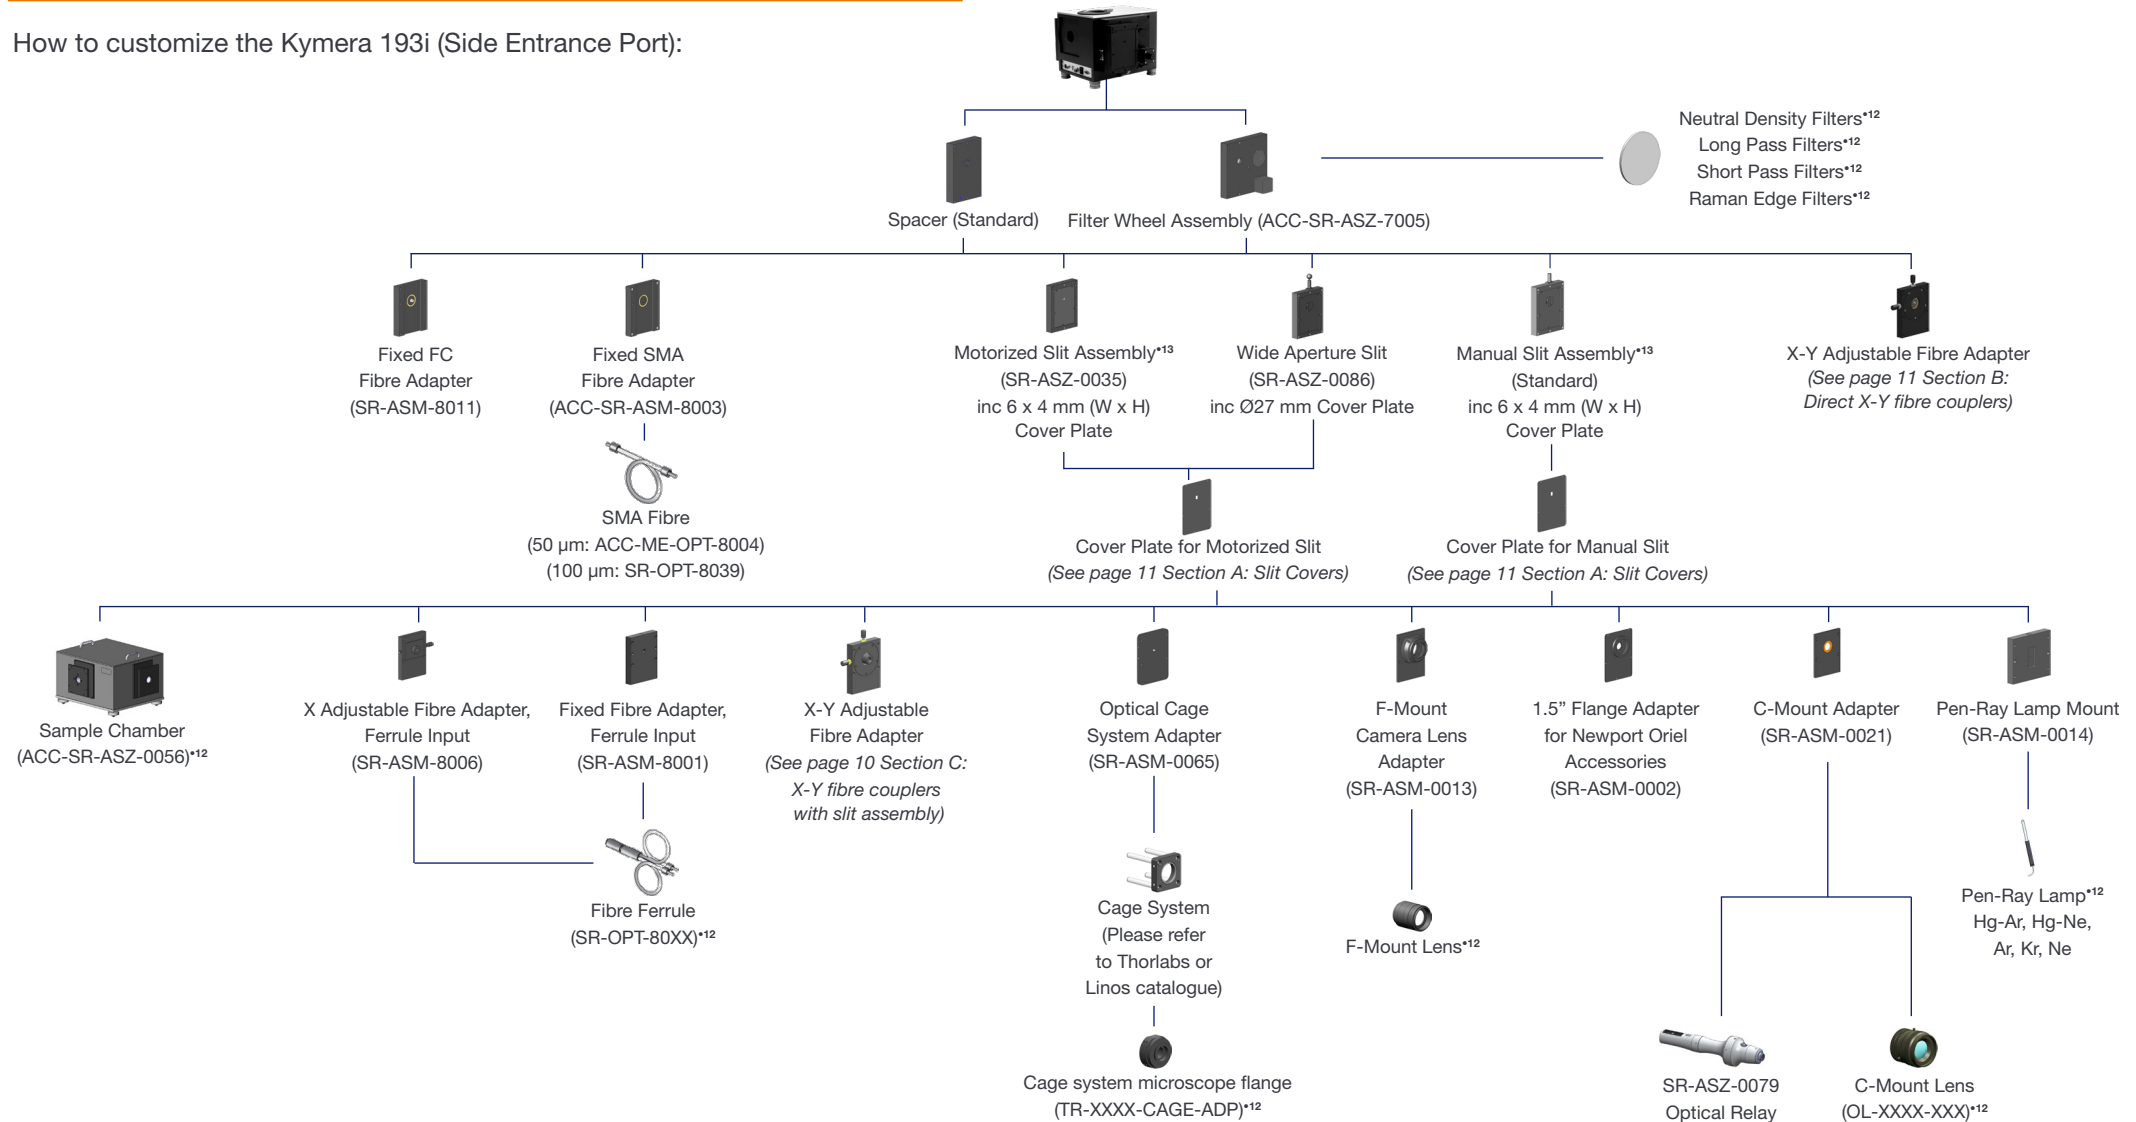 How to customize the Kymera 193i (Side Entrance Port):
Neutral Density Filters•12
Long Pass Filters•12
Short Pass Filters•12
Raman Edge Filters•12
Spacer (Standard)
Filter Wheel Assembly (ACC-SR-ASZ-7005)
Fixed FC
Fibre Adapter
(SR-ASM-8011)
Fixed SMA
Fibre Adapter
(ACC-SR-ASM-8003)
Motorized Slit Assembly•13
(SR-ASZ-0035)
inc 6 x 4 mm (W x H)
Cover Plate
Wide Aperture Slit
(SR-ASZ-0086)
inc Ø27 mm Cover Plate
Manual Slit Assembly•13
(Standard)
inc 6 x 4 mm (W x H)
Cover Plate
X-Y Adjustable Fibre Adapter
(See page 11 Section B:
Direct X-Y fibre couplers)
SMA Fibre
(50 µm: ACC-ME-OPT-8004)
(100 µm: SR-OPT-8039)
Cover Plate for Motorized Slit
(See page 11 Section A: Slit Covers)
Cover Plate for Manual Slit
(See page 11 Section A: Slit Covers)
Sample Chamber
(ACC-SR-ASZ-0056)•12
X Adjustable Fibre Adapter,
Ferrule Input
(SR-ASM-8006)
Fixed Fibre Adapter,
Ferrule Input
(SR-ASM-8001)
X-Y Adjustable
Fibre Adapter
(See page 10 Section C:
X-Y fibre couplers
with slit assembly)
Optical Cage
System Adapter
(SR-ASM-0065)
F-Mount
Camera Lens
Adapter
(SR-ASM-0013)
1.5” Flange Adapter
for Newport Oriel
Accessories
(SR-ASM-0002)
C-Mount Adapter
(SR-ASM-0021)
Pen-Ray Lamp Mount
(SR-ASM-0014)
Fibre Ferrule
(SR-OPT-80XX)•12
Cage System
(Please refer
to Thorlabs or
Linos catalogue)
F-Mount Lens•12
Pen-Ray Lamp•12
Hg-Ar, Hg-Ne,
Ar, Kr, Ne
Cage system microscope flange
(TR-XXXX-CAGE-ADP)•12
SR-ASZ-0079
Optical Relay
C-Mount Lens
(OL-XXXX-XXX)•12